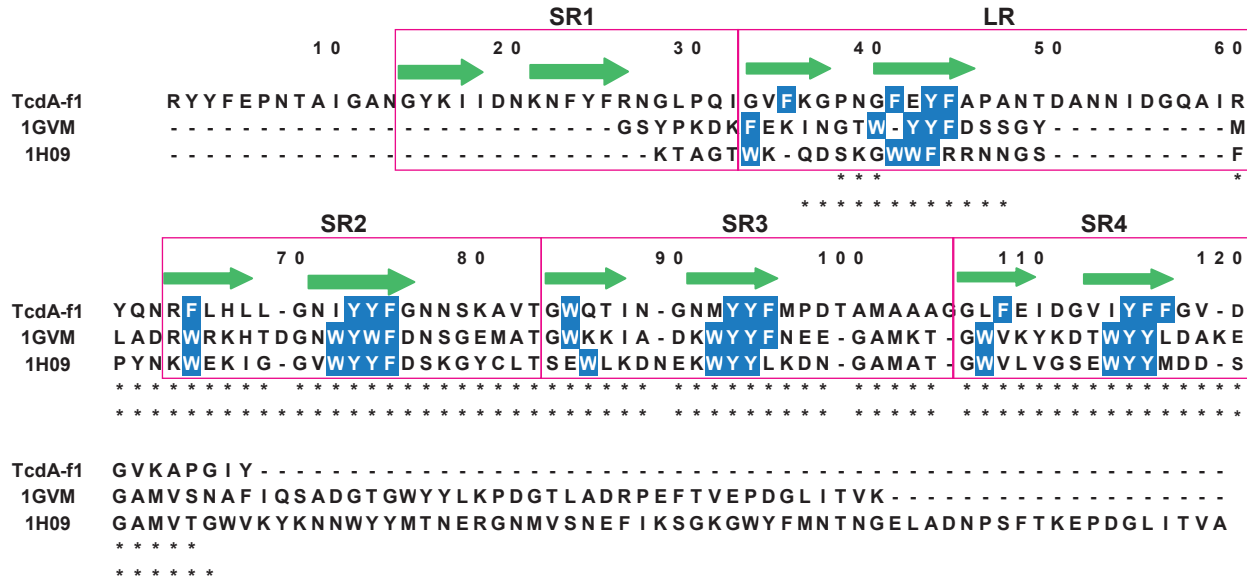 SR1 LR
10 20 30 40 50 60
TcdA-f1 RYYFEPNTAIGANGYKIIDNKNFYFRNGLPQIGVFKGPNGFEYFAPANTDANNIDGQAIR
1GVM -------------------------GSYPKDKFEKINGTW-YYFDSSGY----------M
1H09 ---------------------------KTAGTWK-QDSKGWWFRRNNGS----------F
*** *
************
SR2 SR3 SR4
70 80 90 100 110 120
TcdA-f1 YQNRFLHLL-GNIYYFGNNSKAVTGWQTIN-GNMYYFMPDTAMAAAGGLFEIDGVIYFFGV-D
1GVM LADRWRKHTDGNWYWFDNSGEMATGWKKIA-DKWYYFNEE-GAMKT-GWVKYKDTWYYLDAKE
1H09 PYNKWEKIG-GVWYYFDSKGYCLTSEWLKDNEKWYYLKDN-GAMAT-GWVLVGSEWYYMDD-S
********* ******************** ********* ***** ****************
********* ******************** ********* ***** ****************
TcdA-f1 GVKAPGIY------------------------------------------------------
1GVM GAMVSNAFIQSADGTGWYYLKPDGTLADRPEFTVEPDGLITVK-------------------
1H09 GAMVTGWVKYKNNWYYMTNERGNMVSNEFIKSGKGWYFMNTNGELADNPSFTKEPDGLITVA
*****
******